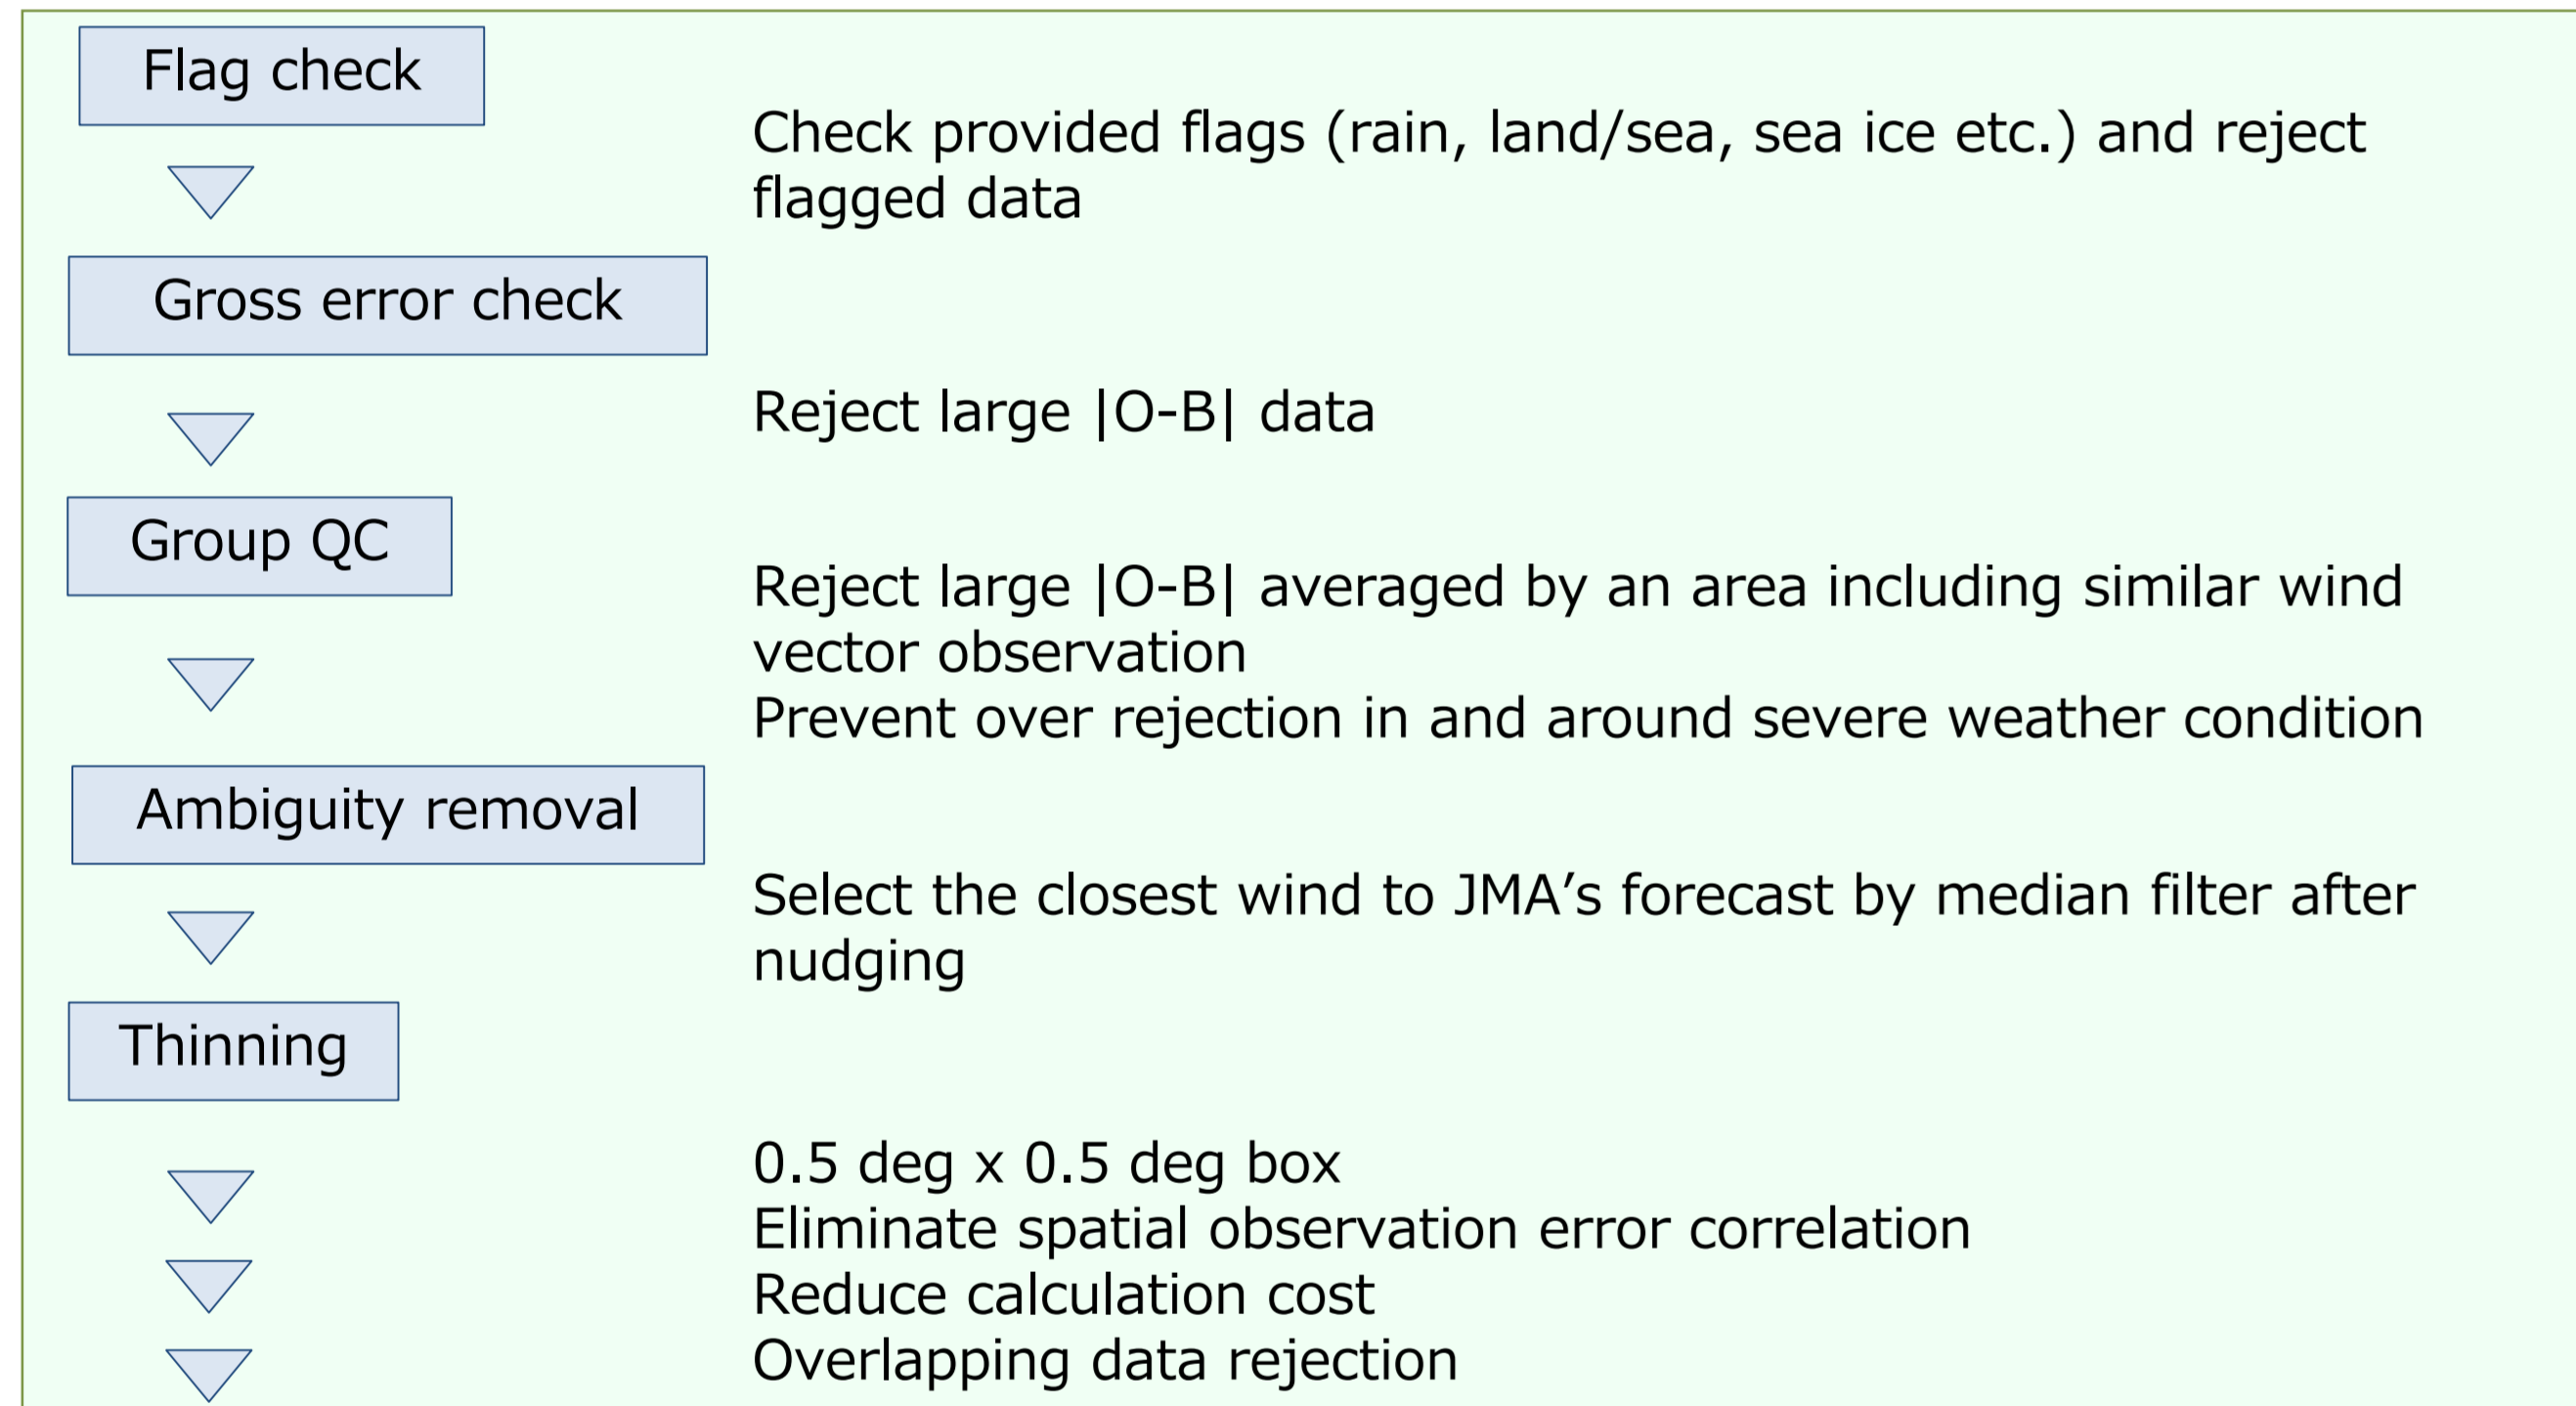 Flag check
Check provided flags (rain, land/sea, sea ice etc.) and reject
flagged data
Gross error check
Reject large |O-B| data
Group QC
Reject large |O-B| averaged by an area including similar wind
vector observation
Prevent over rejection in and around severe weather condition
Ambiguity removal
Select the closest wind to JMA’s forecast by median filter after
nudging
Thinning
0.5 deg x 0.5 deg box
Eliminate spatial observation error correlation
Reduce calculation cost
Overlapping data rejection